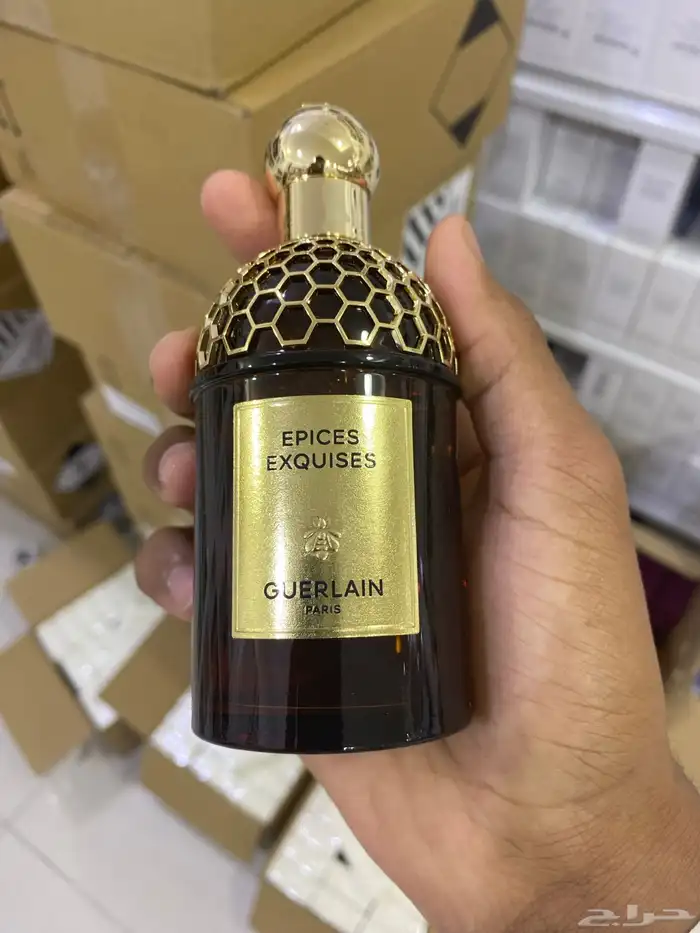 EPICES
EXQUISES
GUERLAIN
PARIS
حراج